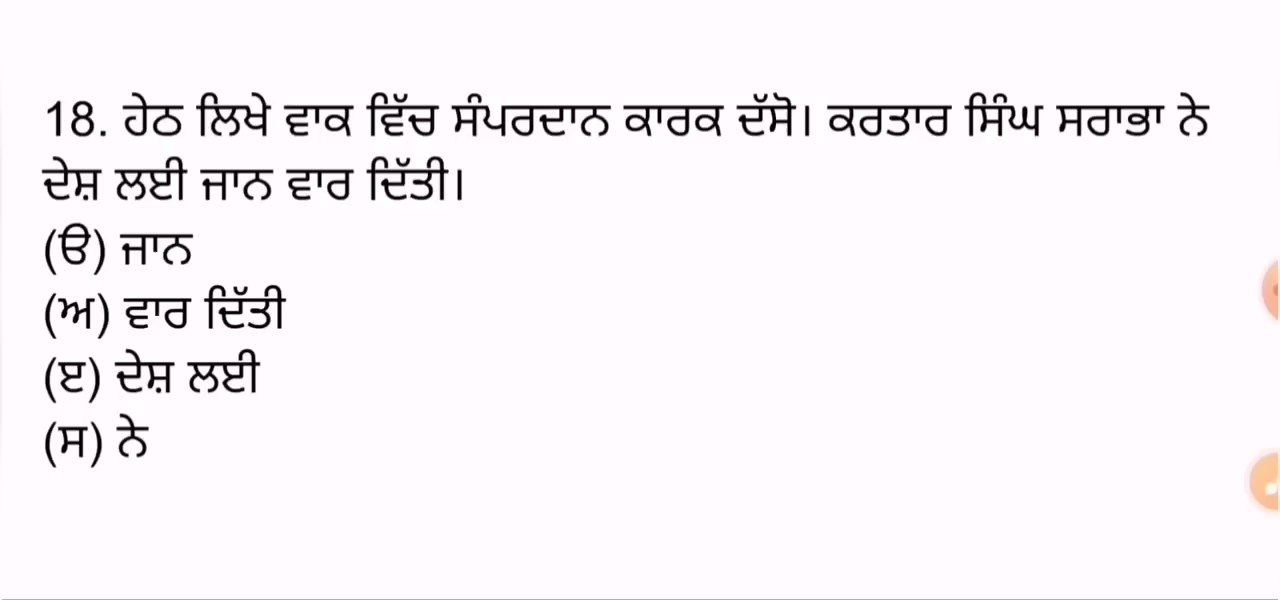 18. ਹੇਠ ਲਿਖੇ ਵਾਕ ਵਿੱਚ ਸੰਪਰਦਾਨ ਕਾਰਕ ਦੱਸੋ। ਕਰਤਾਰ ਸਿੰਘ ਸਰਾਭਾ ਨੇ
ਦੇਸ਼ ਲਈ ਜਾਨ ਵਾਰ ਦਿੱਤੀ।
(ੳ) ਜਾਨ
(ਅ) ਵਾਰ ਦਿੱਤੀ
(ੲ) ਦੇਸ਼ ਲਈ
(ਸ) ਨੇ